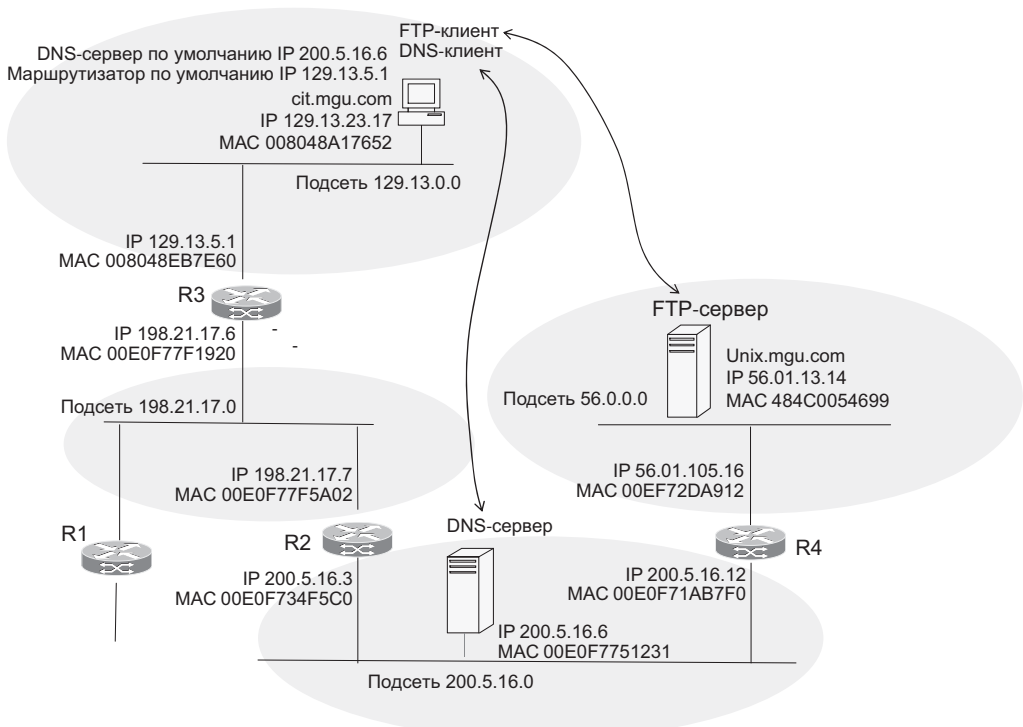 FTP-клиент
DNS-клиент
DNS-сервер по умолчанию IP 200.5.16.6
Маршрутизатор по умолчанию IP 129.13.5.1
cit.mgu.com
IP 129.13.23.17
MAC 008048A17652
Подсеть 129.13.0.0
IP 129.13.5.1
MAC 008048EB7E60
R3
IP 198.21.17.6
MAC 00E0F77F1920
-
-
Подсеть 198.21.17.0
IP 198.21.17.7
MAC 00E0F77F5A02
R1
R2
IP 200.5.16.3
MAC 00E0F734F5C0
DNS-сервер
IP 200.5.16.6
MAC 00E0F7751231
Подсеть 200.5.16.0
FTP-сервер
Unix.mgu.com
IP 56.01.13.14
MAC 484C0054699
Подсеть 56.0.0.0
IP 56.01.105.16
MAC 00EF72DA912
R4
IP 200.5.16.12
MAC 00E0F71AB7F0